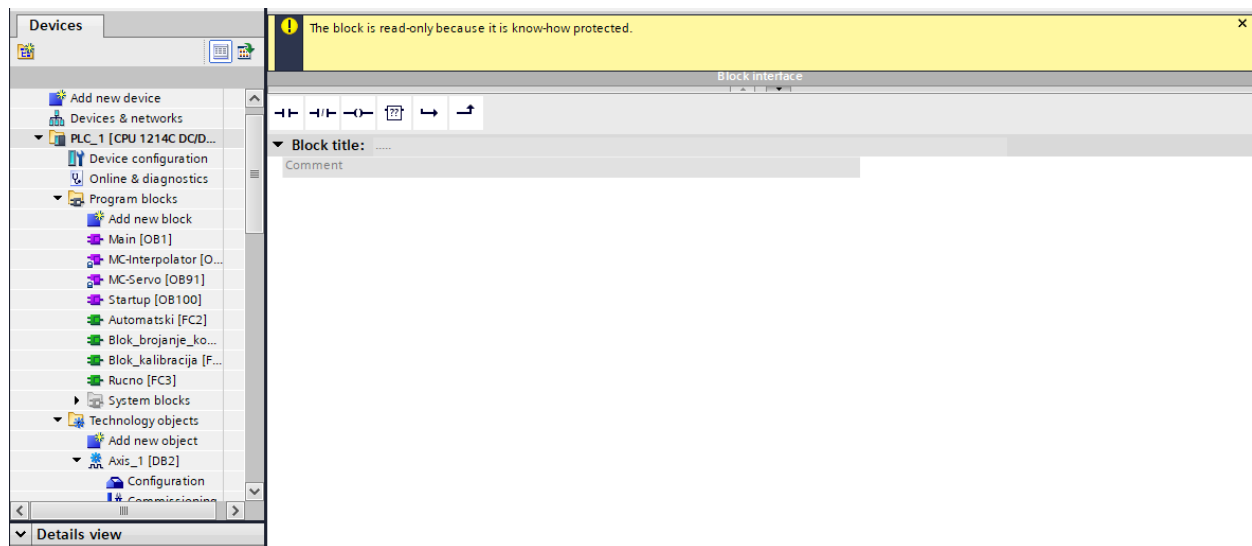 Devices
The block is read-only because it is know-how protected.
Block interface
Add new device
Devices & networks
PLC_1 [CPU 1214C DC/D...
Device configuration
Online & diagnostics
Program blocks
Add new block
Main [OB1]
MC-Interpolator [O...
MC-Servo [OB91]
Startup [OB100]
Automatski [FC2]
Blok_brojanje_ko...
Blok_kalibracija [F...
Rucno [FC3]
System blocks
Technology objects
Add new object
Axis_1 [DB2]
Configuration
Commissioning
Details view
??
Block title: .....
Comment